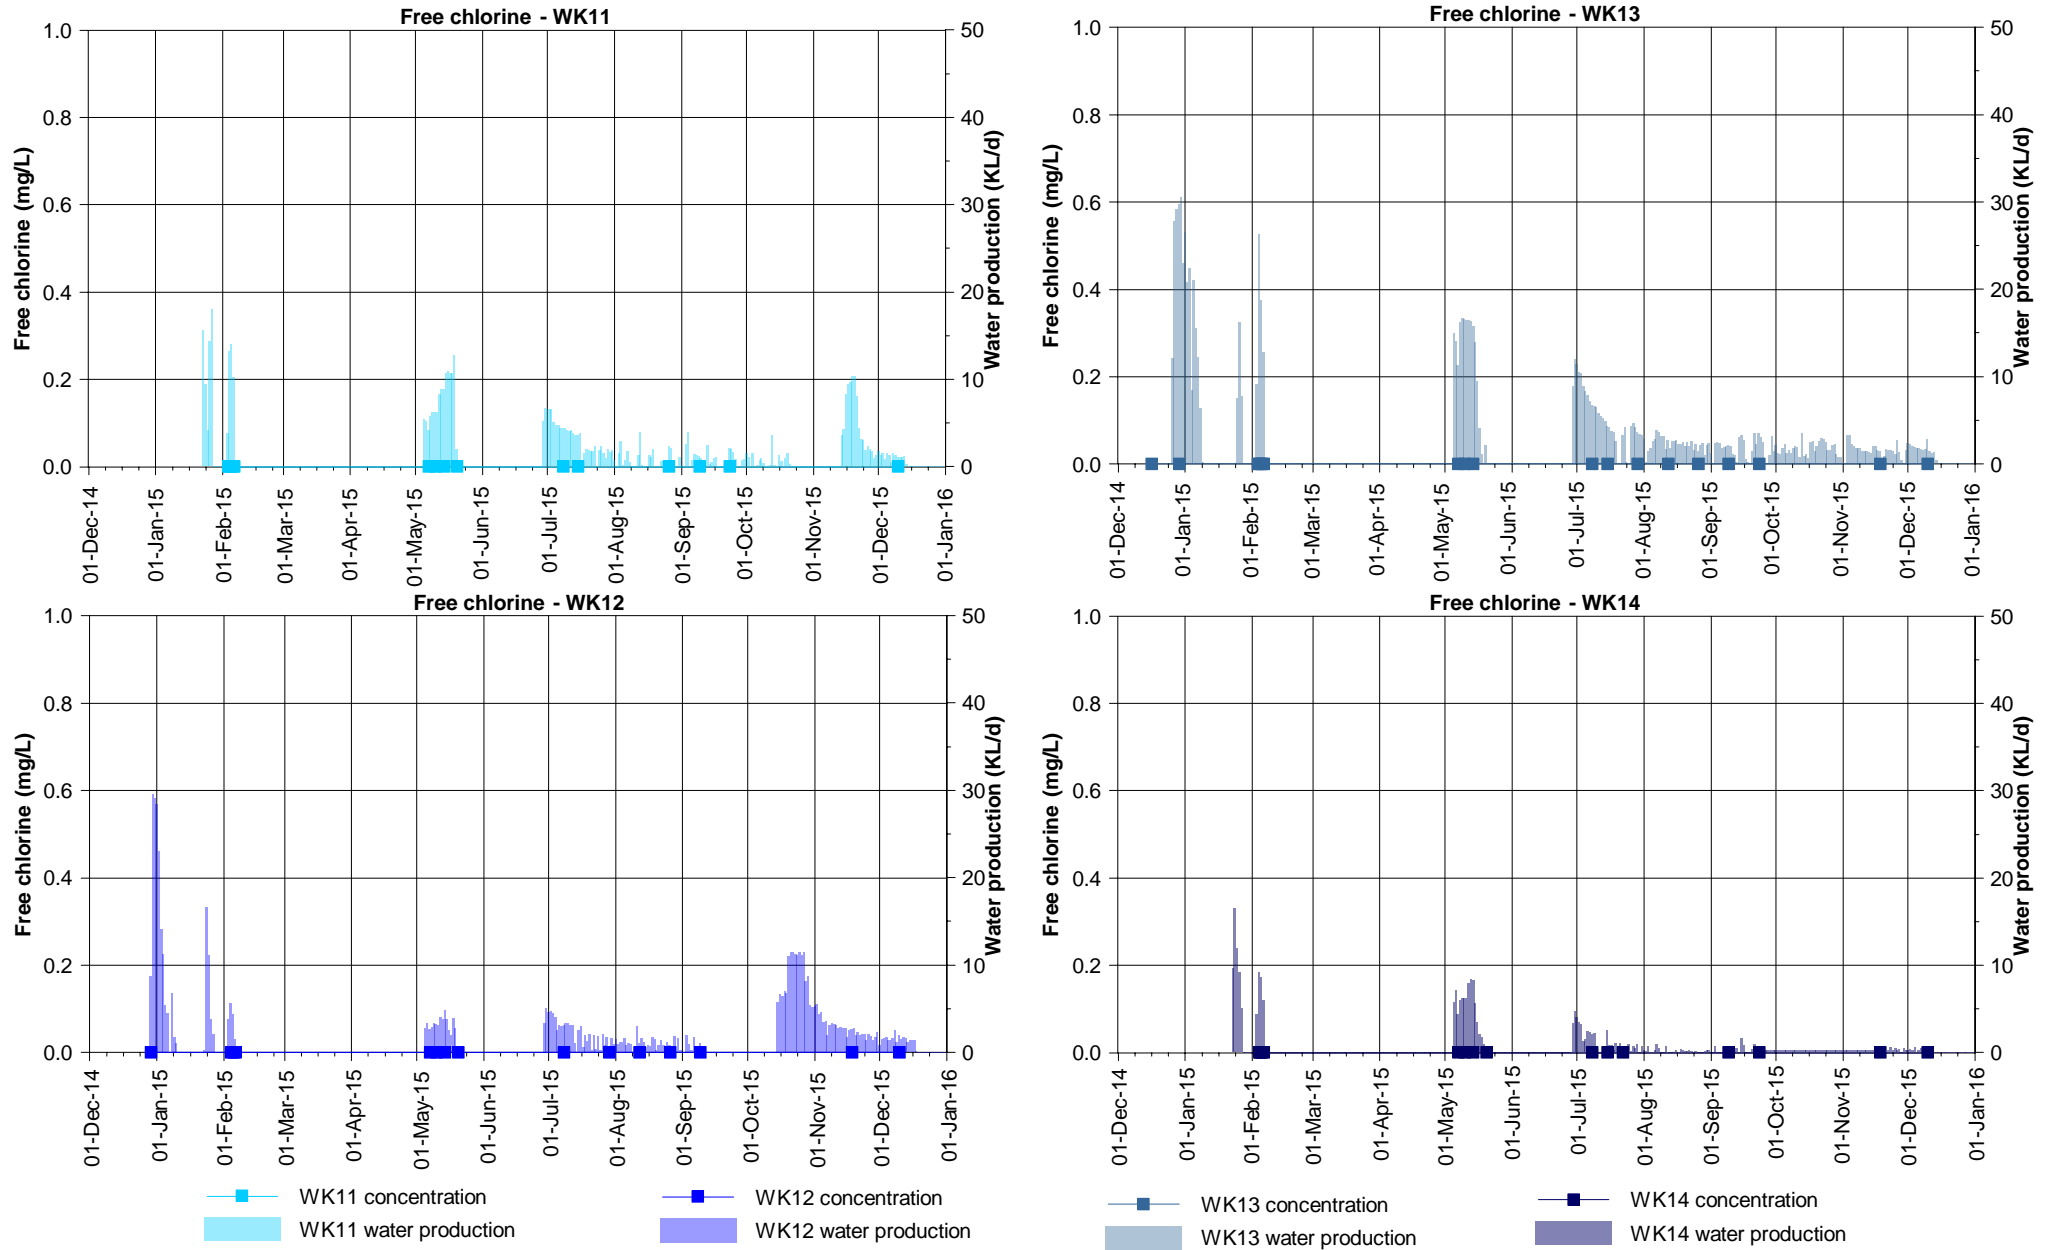 Free chlorine - WK11
1.0
0.8
0.6
0.4
0.2
0.0
Free chlorine (mg/L)
50
40
30
20
10
0
Water production (KL/d)
01-Dec-14
01-Jan-15
01-Feb-15
01-Mar-15
01-Apr-15
01-May-15
01-Jun-15
01-Jul-15
01-Aug-15
01-Sep-15
01-Oct-15
01-Nov-15
01-Dec-15
01-Jan-16
Free chlorine - WK13
1.0
0.8
0.6
0.4
0.2
0.0
Free chlorine (mg/L)
50
40
30
20
10
0
Water production (KL/d)
01-Dec-14
01-Jan-15
01-Feb-15
01-Mar-15
01-Apr-15
01-May-15
01-Jun-15
01-Jul-15
01-Aug-15
01-Sep-15
01-Oct-15
01-Nov-15
01-Dec-15
01-Jan-16
Free chlorine - WK12
1.0
0.8
0.6
0.4
0.2
0.0
Free chlorine (mg/L)
50
40
30
20
10
0
Water production (KL/d)
01-Dec-14
01-Jan-15
01-Feb-15
01-Mar-15
01-Apr-15
01-May-15
01-Jun-15
01-Jul-15
01-Aug-15
01-Sep-15
01-Oct-15
01-Nov-15
01-Dec-15
01-Jan-16
Free chlorine - WK14
1.0
0.8
0.6
0.4
0.2
0.0
Free chlorine (mg/L)
50
40
30
20
10
0
Water production (KL/d)
01-Dec-14
01-Jan-15
01-Feb-15
01-Mar-15
01-Apr-15
01-May-15
01-Jun-15
01-Jul-15
01-Aug-15
01-Sep-15
01-Oct-15
01-Nov-15
01-Dec-15
01-Jan-16
WK11 concentration
WK11 water production
WK12 concentration
WK12 water production
WK13 concentration
WK13 water production
WK14 concentration
WK14 water production